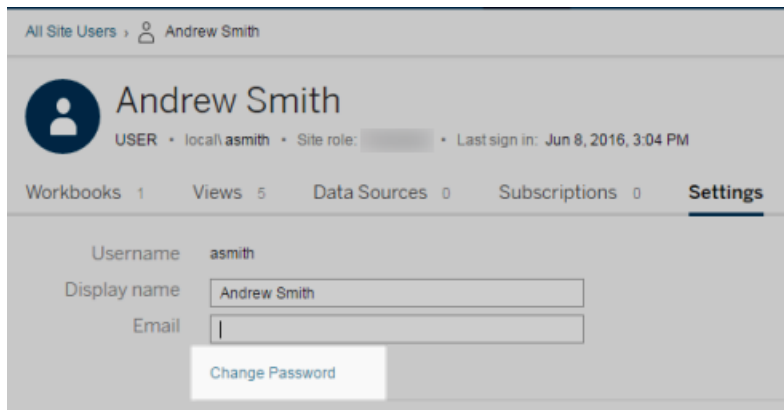 All Site Users › Andrew Smith
Andrew Smith
USER • local\asmith • Site role: • Last sign in: Jun 8, 2016, 3:04 PM
Workbooks 1 Views 5 Data Sources 0 Subscriptions 0 Settings
Username asmith
Display name Andrew Smith
Email
Change Password